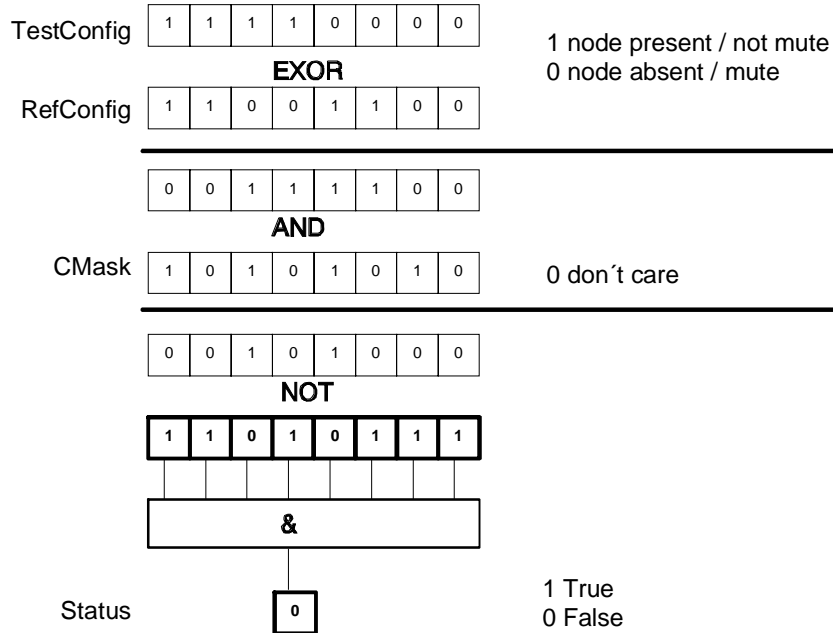 TestConfig 1 1 1 1 0 0 0 0
1 node present / not mute
EXOR
0 node absent / mute
RefConfig 1 1 0 0 1 1 0 0
0 0 1 1 1 1 0 0
AND
CMask 1 0 1 0 1 0 1 0
0 don´t care
0 0 1 0 1 0 0 0
NOT
1 1 0 1 0 1 1 1
&
Status 0
1 True
0 False